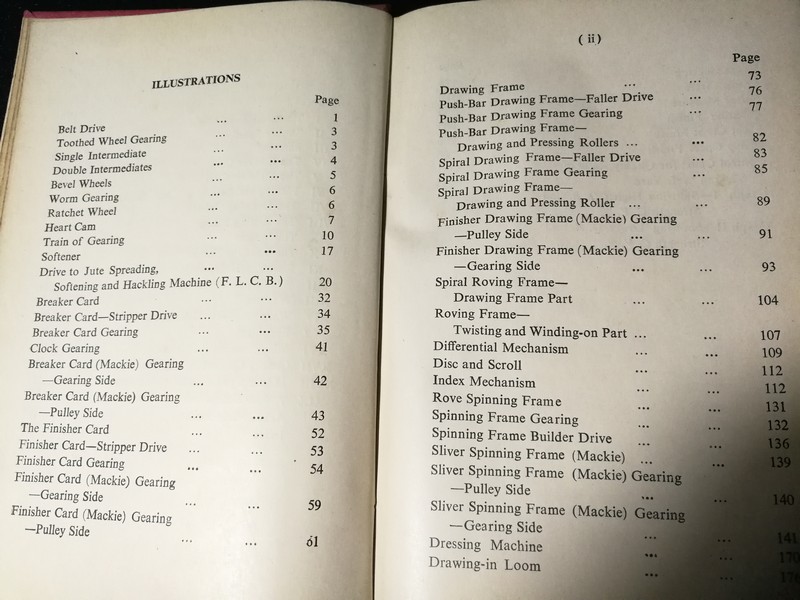 ILLUSTRATIONS
Page
Belt Drive ... ... 1
Toothed Wheel Gearing ... ... 3
Single Intermediate ... ... 3
Double Intermediates ... ... 4
Bevel Wheels ... ... 5
Worm Gearing ... ... 6
Ratchet Wheel ... ... 6
Heart Cam ... ... 7
Train of Gearing ... ... 10
Softener ... ... 17
Drive to Jute Spreading,
Softening and Hackling Machine (F. L. C. B.) 20
Breaker Card ... ... 32
Breaker Card—Stripper Drive ... ... 34
Breaker Card Gearing ... ... 35
Clock Gearing ... ... 41
Breaker Card (Mackie) Gearing
—Gearing Side ... ... 42
Breaker Card (Mackie) Gearing
—Pulley Side ... ... 43
The Finisher Card ... ... 52
Finisher Card—Stripper Drive ... ... 53
Finisher Card Gearing ... ... 54
Finisher Card (Mackie) Gearing
—Gearing Side ... ... 59
Finisher Card (Mackie) Gearing
—Pulley Side ... ... 61
( ii )
Page
Drawing Frame ... ... 73
Push-Bar Drawing Frame—Faller Drive ... 76
Push-Bar Drawing Frame Gearing ... 77
Push-Bar Drawing Frame—
Drawing and Pressing Rollers ... ... 82
Spiral Drawing Frame—Faller Drive ... 83
Spiral Drawing Frame Gearing ... 85
Spiral Drawing Frame—
Drawing and Pressing Roller ... ... 89
Finisher Drawing Frame (Mackie) Gearing
—Pulley Side ... ... 91
Finisher Drawing Frame (Mackie) Gearing
—Gearing Side ... ... 93
Spiral Roving Frame—
Drawing Frame Part ... ... 104
Roving Frame—
Twisting and Winding-on Part ... ... 107
Differential Mechanism ... ... 109
Disc and Scroll ... ... 112
Index Mechanism ... ... 112
Rove Spinning Frame ... ... 131
Spinning Frame Gearing ... ... 132
Spinning Frame Builder Drive ... ... 136
Sliver Spinning Frame (Mackie) ... ... 139
Sliver Spinning Frame (Mackie) Gearing
—Pulley Side ... ... 140
Sliver Spinning Frame (Mackie) Gearing
—Gearing Side ... ... 141
Dressing Machine ... ... 170
Drawing-in Loom ... ...